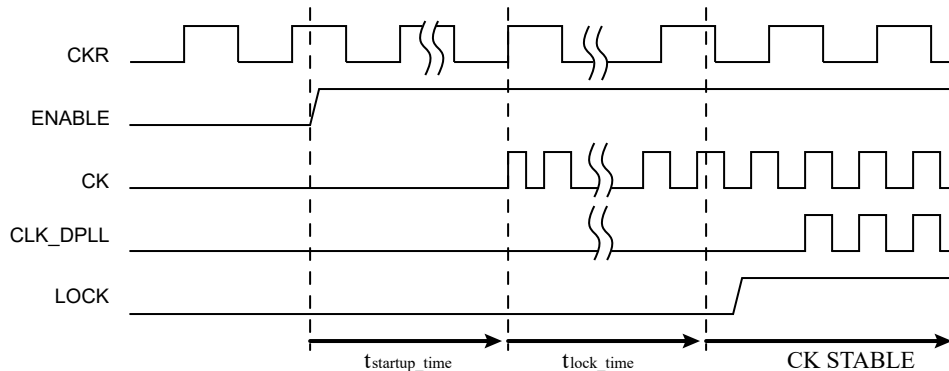 CKR
ENABLE
CK
CLK_DPLL
LOCK
tstartup_time
tlock_time
CK STABLE